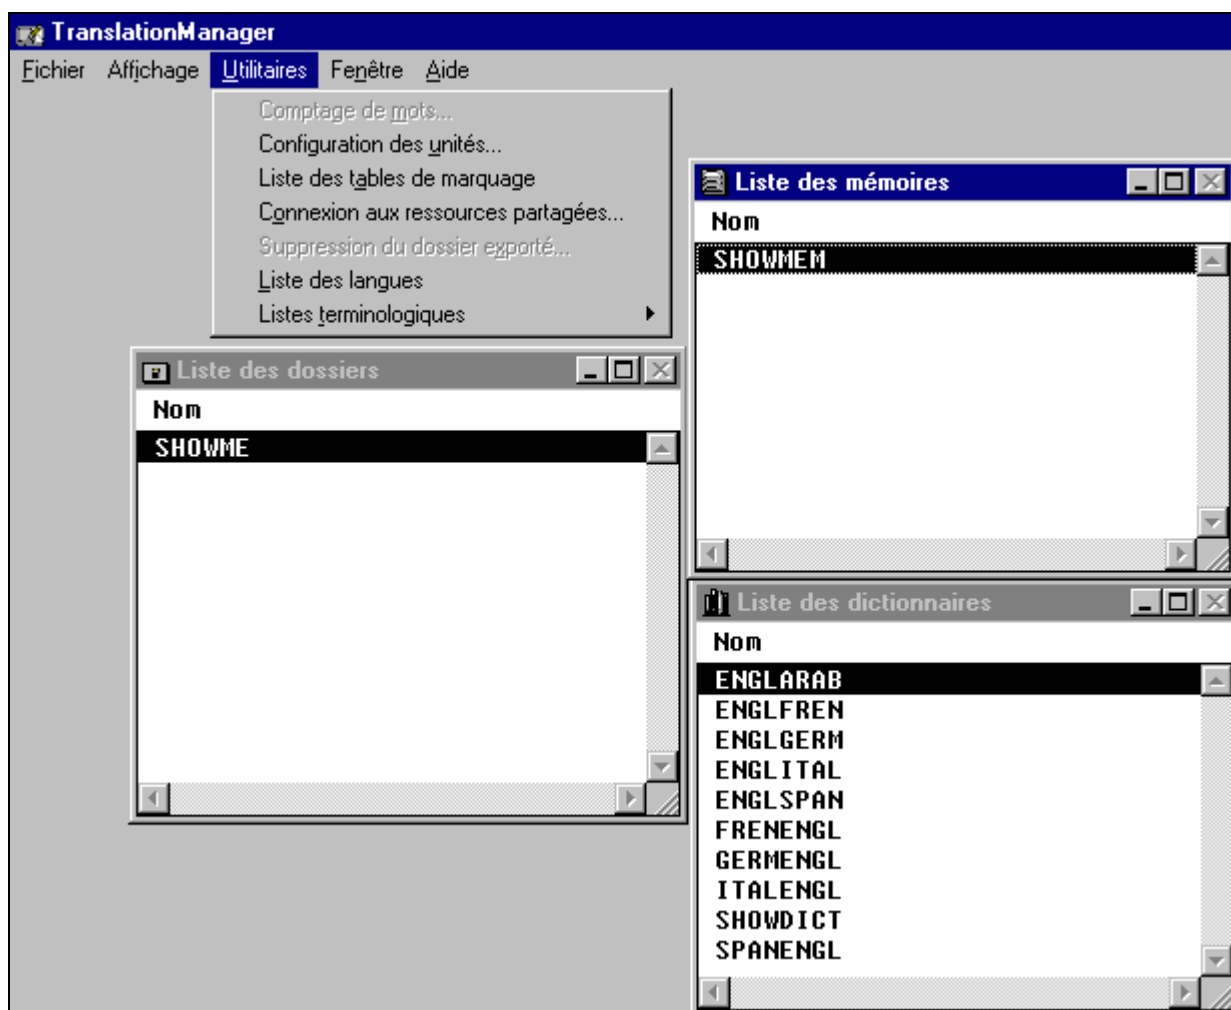 TranslationManager
Fichier Affichage Utilitaires Fenêtre Aide
Comptage de mots...
Configuration des unités...
Liste des tables de marquage
Connexion aux ressources partagées...
Suppression du dossier exporté...
Liste des langues
Listes terminologiques
Liste des mémoires
Nom
SHOWMEM
Liste des dossiers
Nom
SHOWME
Liste des dictionnaires
Nom
ENGLARAB
ENGLFREN
ENGLGERM
ENGLITAL
ENGLSPAN
FRENENGL
GERMENGL
ITALENGL
SHOWDICT
SPANENGL